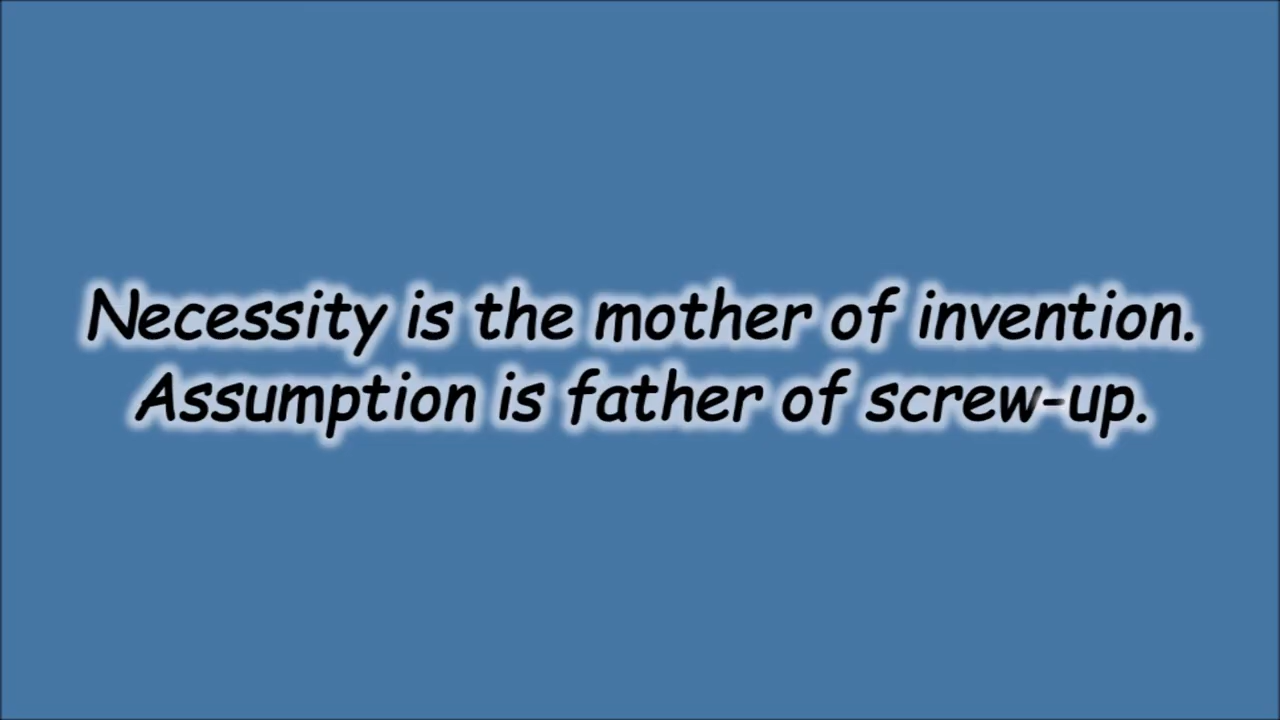 Necessity is the mother of invention.
Assumption is father of screw-up.